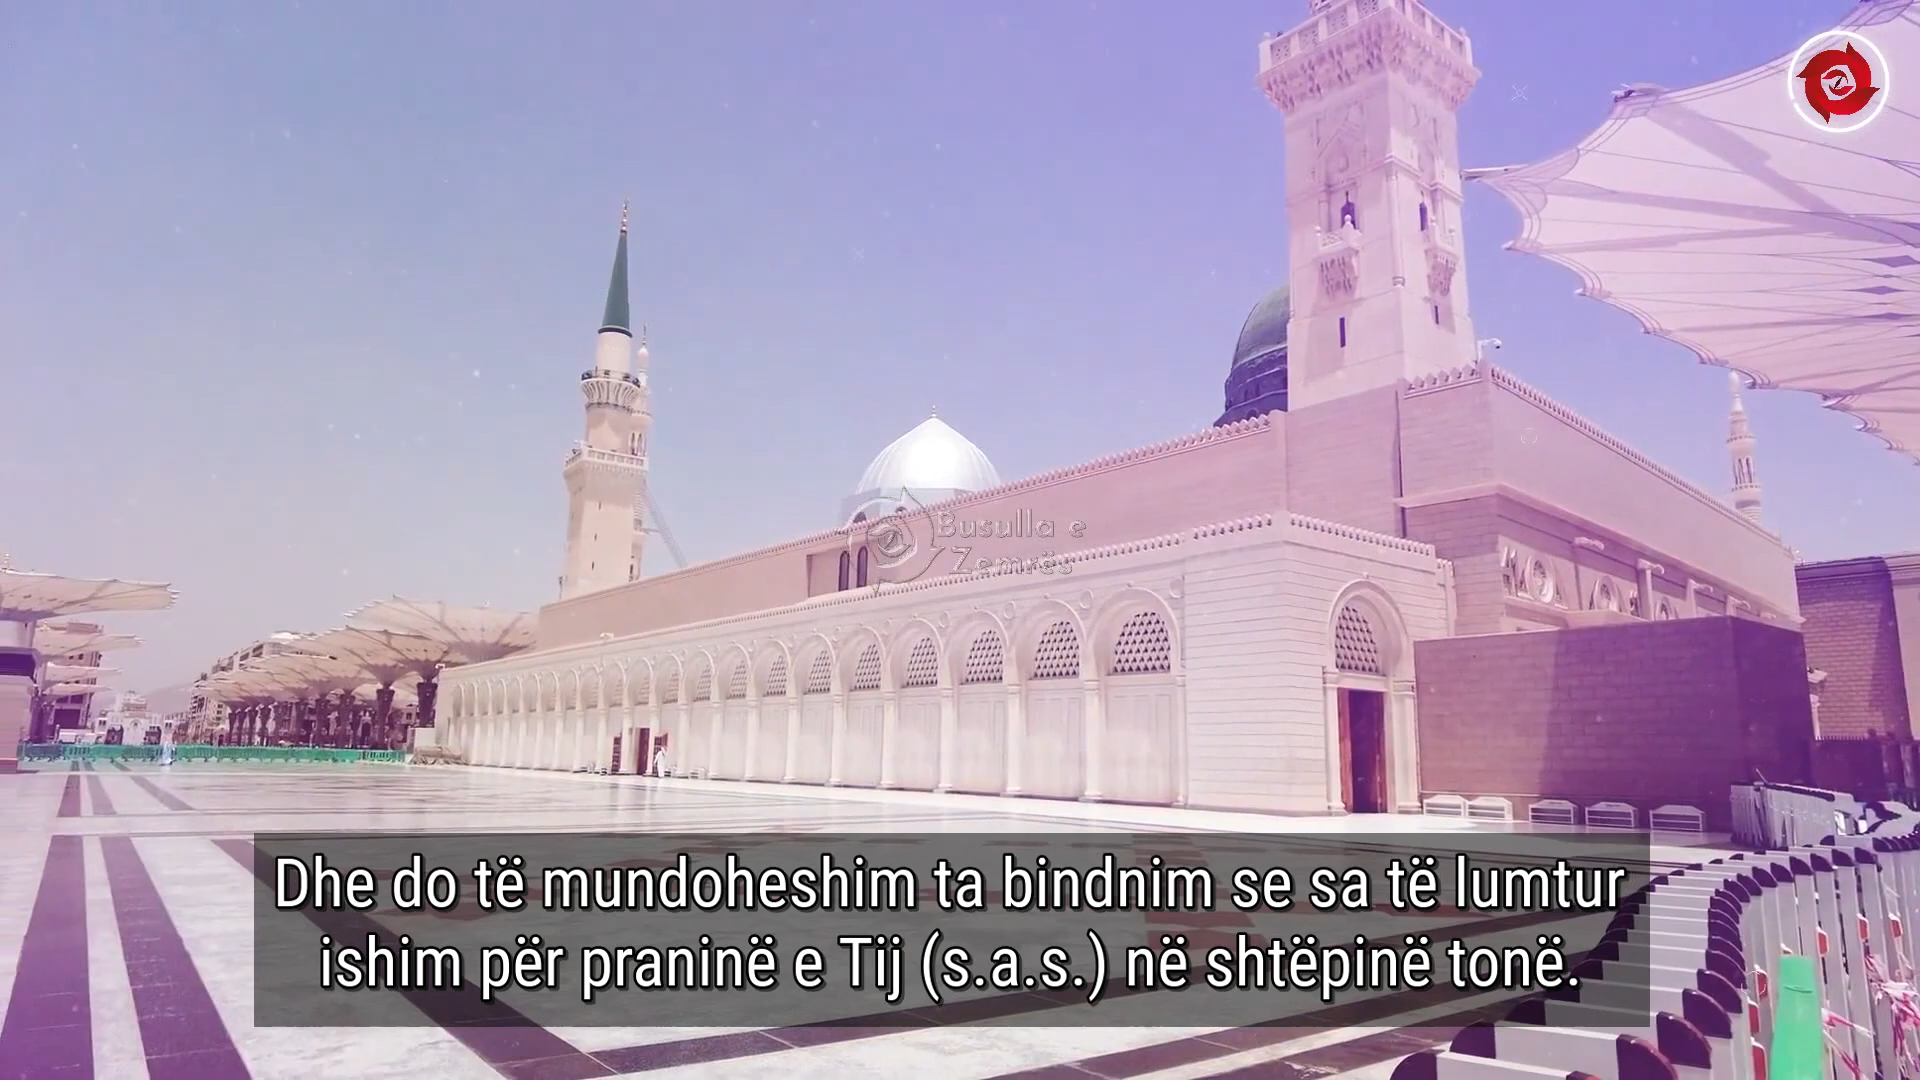 Busulla e
Zemrës
Dhe do të mundoheshim ta bindnim se sa të lumtur
ishim për praninë e Tij (s.a.s.) në shtëpinë tonë.